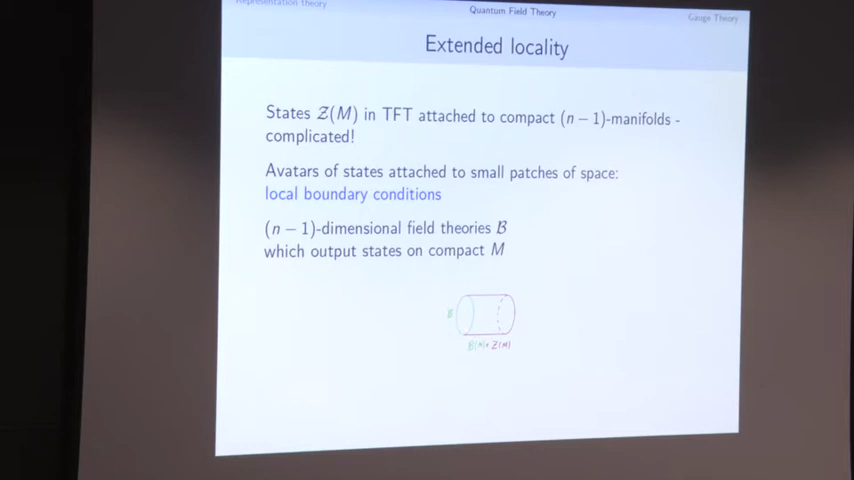 Representation theory
Quantum Field Theory
Gauge Theory
Extended locality
States Z(M) in TFT attached to compact (n − 1)-manifolds -
complicated!
Avatars of states attached to small patches of space:
local boundary conditions
(n − 1)-dimensional field theories B
which output states on compact M
B
B(M) Z(M)